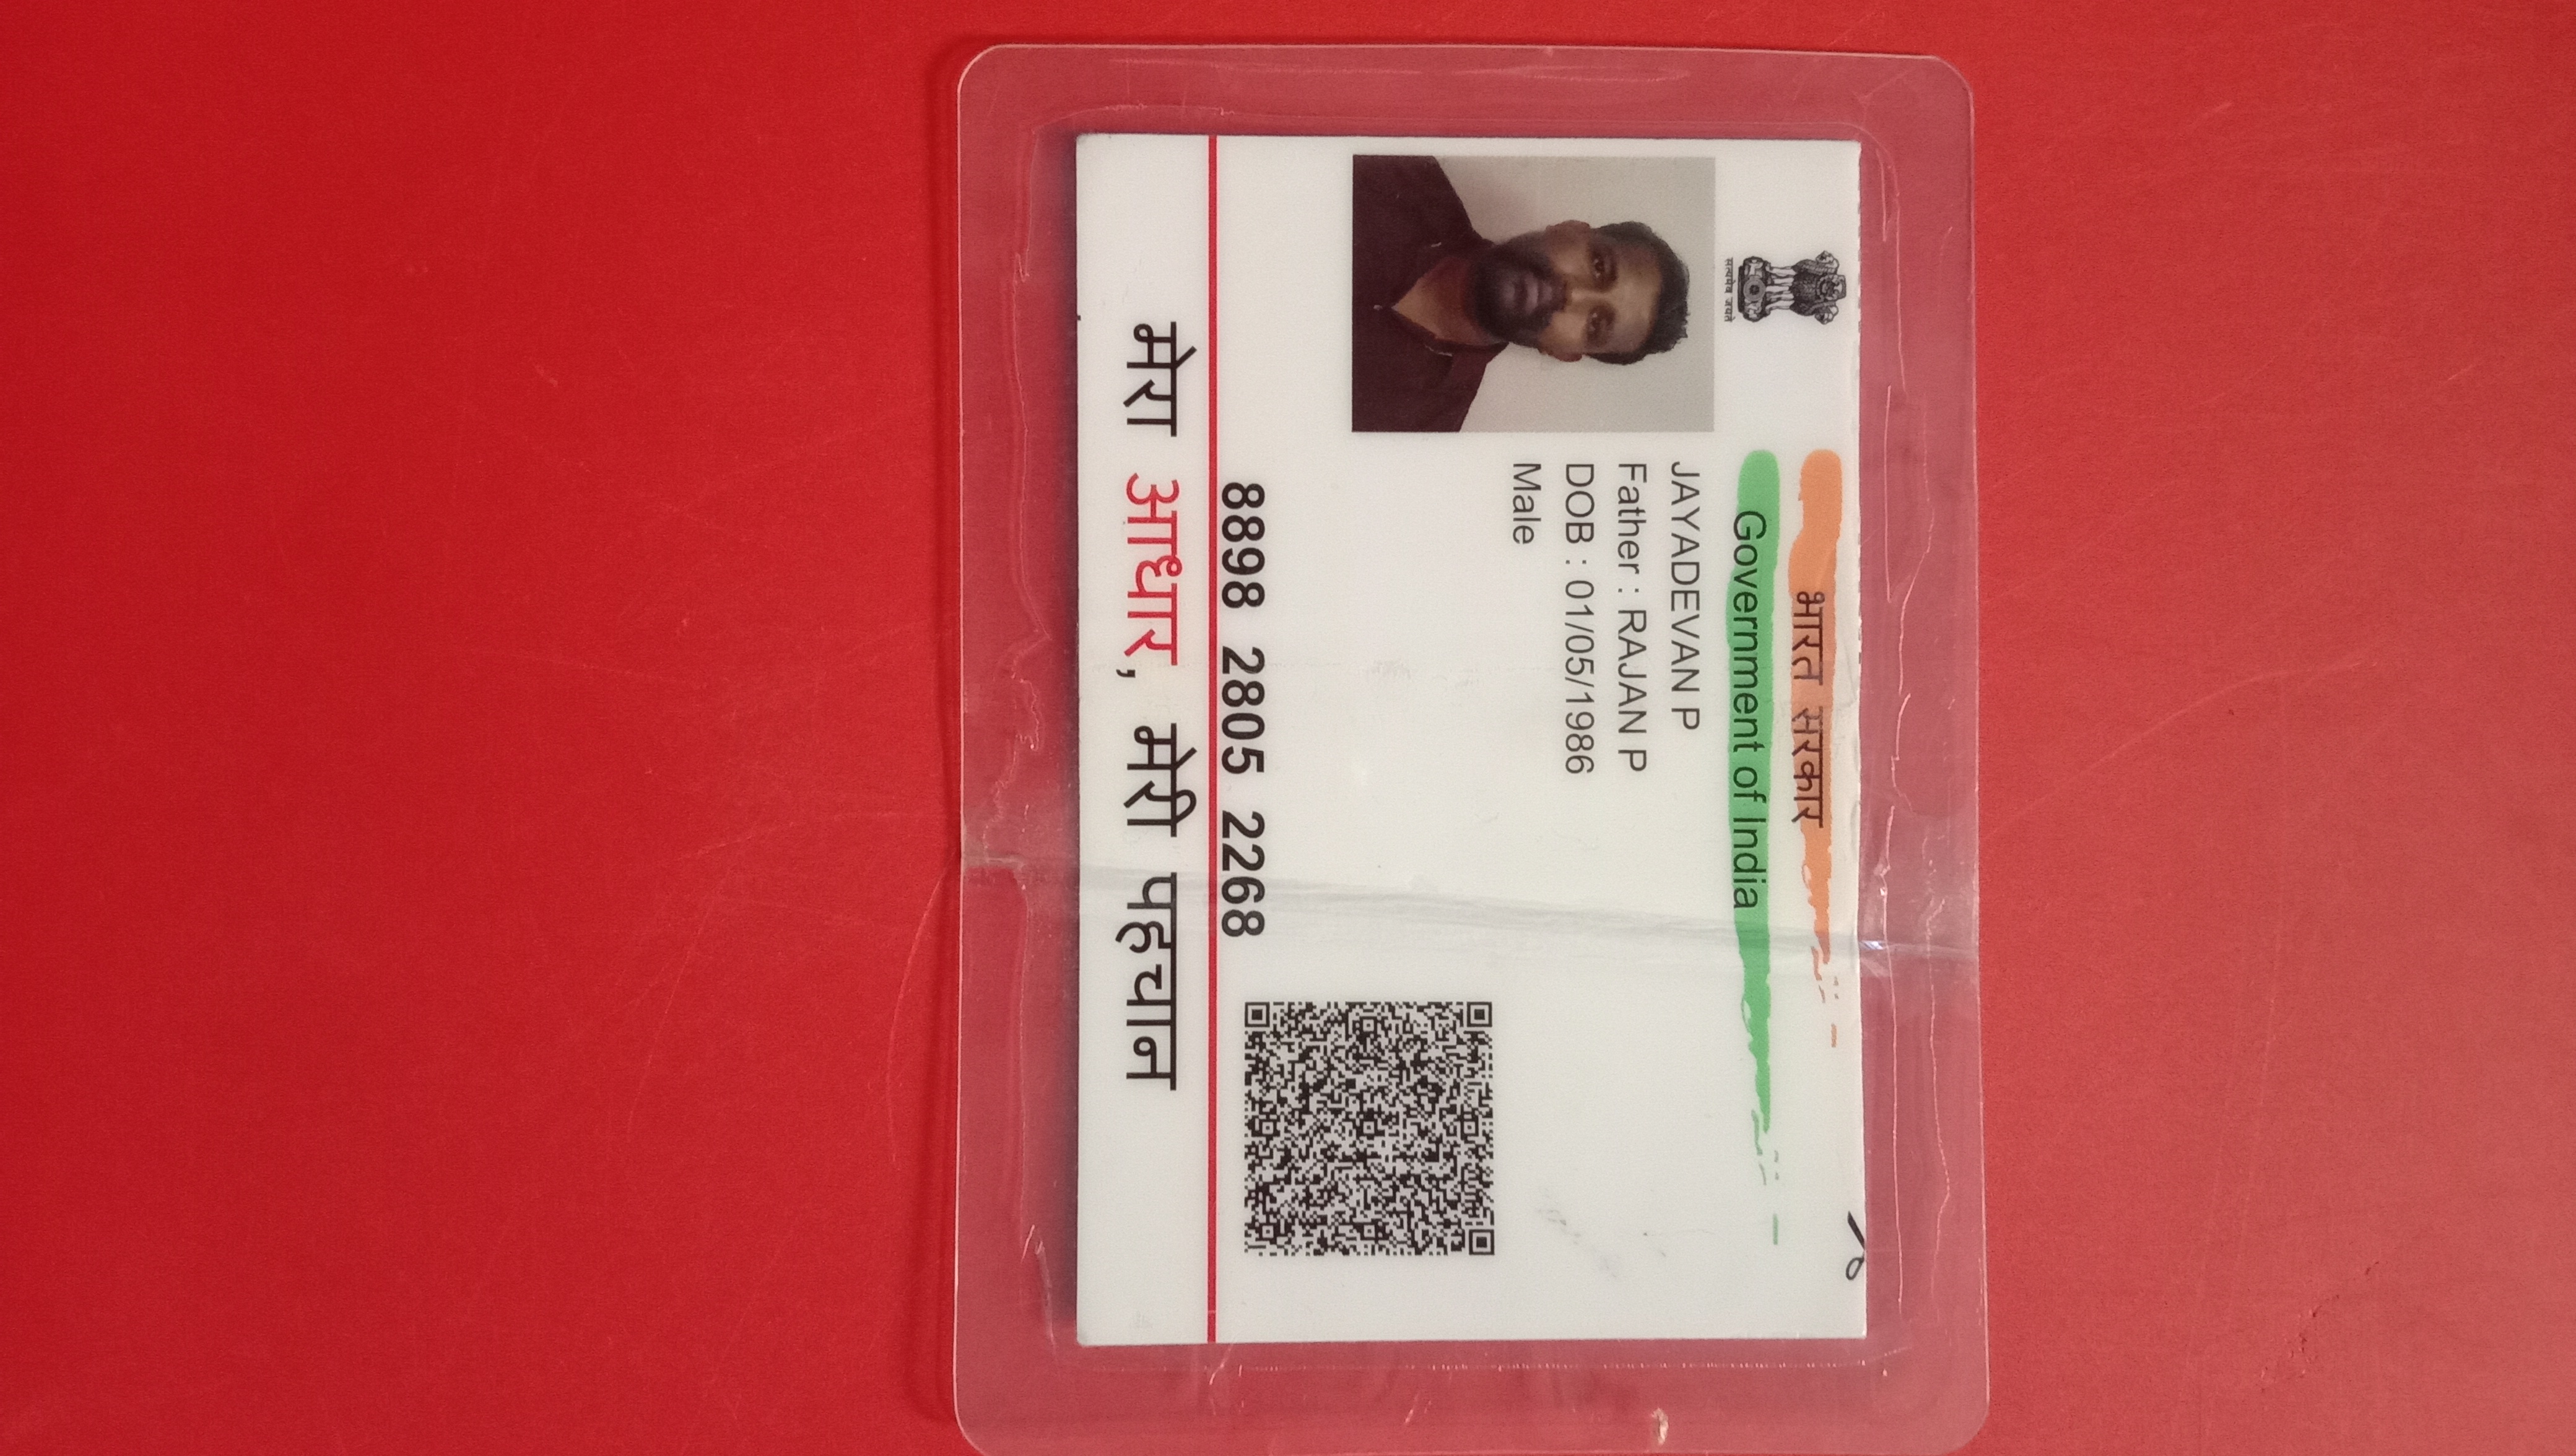 सत्यमेव जयते
भारत सरकार
Government of India
JAYADEVAN P
Father : RAJAN P
DOB : 01/05/1986
Male
8898 2805 2268
मेरा आधार, मेरी पहचान